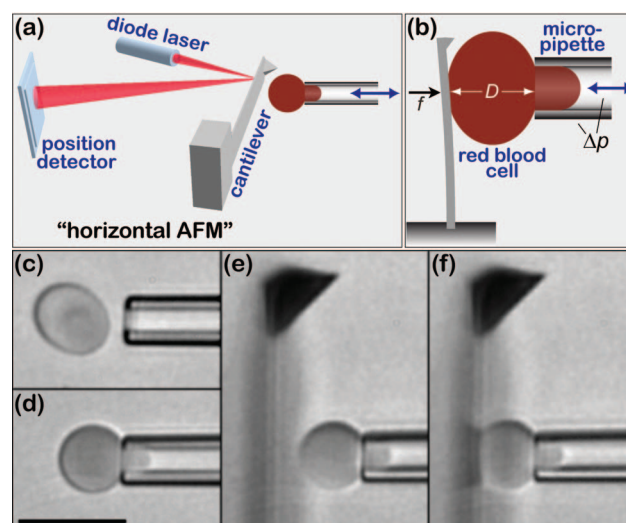 (a)
diode laser
position
detector
cantilever
"horizontal AFM"
(b)
micro-
pipette
f
D
Δp
red blood
cell
(c)
(d)
(e)
(f)